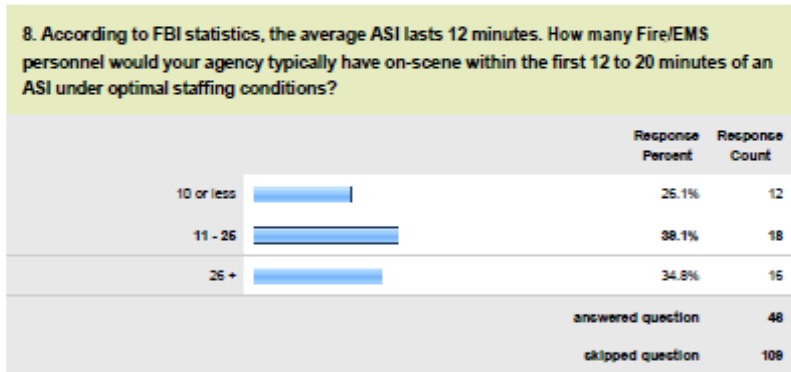 8. According to FBI statistics, the average ASI lasts 12 minutes. How many Fire/EMS
personnel would your agency typically have on-scene within the first 12 to 20 minutes of an
ASI under optimal staffing conditions?
Response Percent
Response Count
10 or less 26.1% 12
11 - 25 39.1% 18
26 + 34.8% 16
answered question 46
skipped question 109